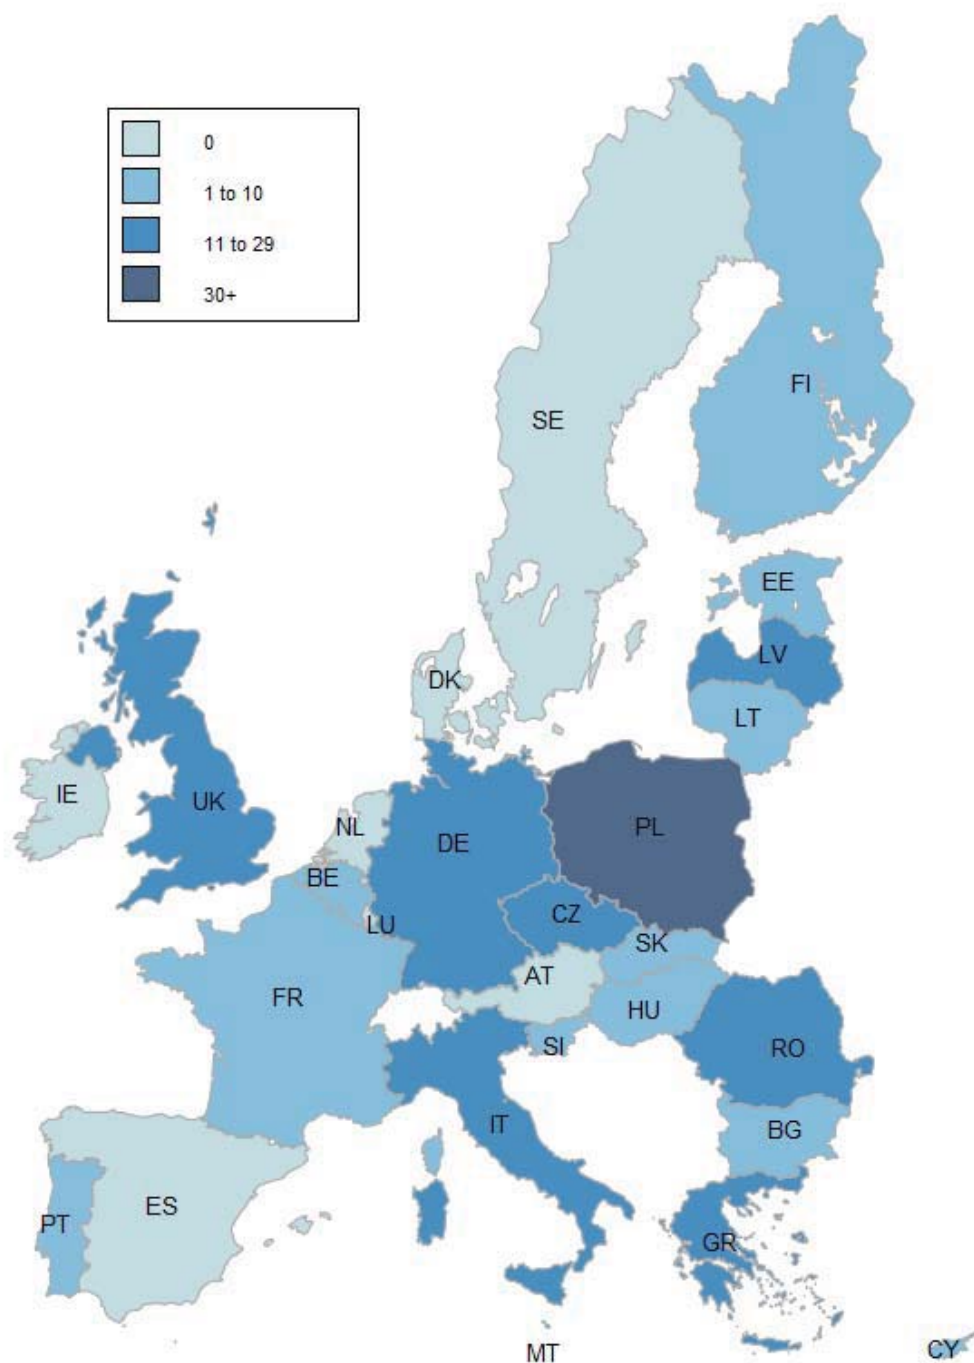 0
1 to 10
11 to 29
30+
FI
SE
EE
LV
DK
LT
IE
UK
NL
DE
PL
BE
CZ
LU
SK
AT
FR
HU
SI
RO
IT
BG
ES
PT
GR
MT
CY